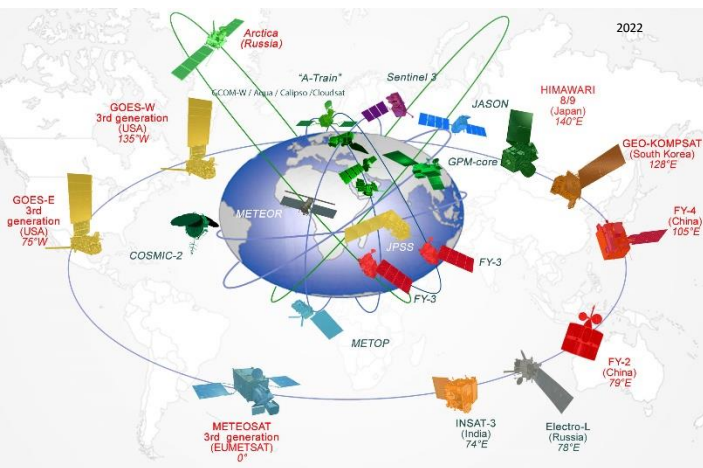 2022
Arctica
(Russia)
"A-Train"
GCOM-W / Aqua / Calipso /Cloudsat
Sentinel 3
JASON
HIMAWARI
8/9
(Japan)
140°E
GOES-W
3rd generation
(USA)
135°W
GPM-core
GEO-KOMPSAT
(South Korea)
128°E
GOES-E
3rd
generation
(USA)
75°W
METEOR
FY-4
(China)
105°E
COSMIC-2
JPSS
FY-3
FY-3
METOP
FY-2
(China)
79°E
METEOSAT
3rd generation
(EUMETSAT)
0°
INSAT-3
(India)
74°E
Electro-L
(Russia)
78°E